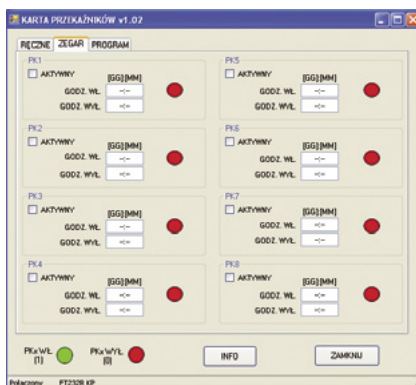 KARTA PRZEKAŹNIKÓW v1.02
RĘCZNE ZEGAR PROGRAM
PK1
AKTYWNY [GG]:[MM]
GODZ. WŁ. --:--
GODZ. WYŁ. --:--
PK2
AKTYWNY [GG]:[MM]
GODZ. WŁ. --:--
GODZ. WYŁ. --:--
PK3
AKTYWNY [GG]:[MM]
GODZ. WŁ. --:--
GODZ. WYŁ. --:--
PK4
AKTYWNY [GG]:[MM]
GODZ. WŁ. --:--
GODZ. WYŁ. --:--
PK5
AKTYWNY [GG]:[MM]
GODZ. WŁ. --:--
GODZ. WYŁ. --:--
PK6
AKTYWNY [GG]:[MM]
GODZ. WŁ. --:--
GODZ. WYŁ. --:--
PK7
AKTYWNY [GG]:[MM]
GODZ. WŁ. --:--
GODZ. WYŁ. --:--
PK8
AKTYWNY [GG]:[MM]
GODZ. WŁ. --:--
GODZ. WYŁ. --:--
PKx WŁ.
(1)
PKx WYŁ.
(0)
INFO
ZAMKNIJ
Połączony FT232R KP